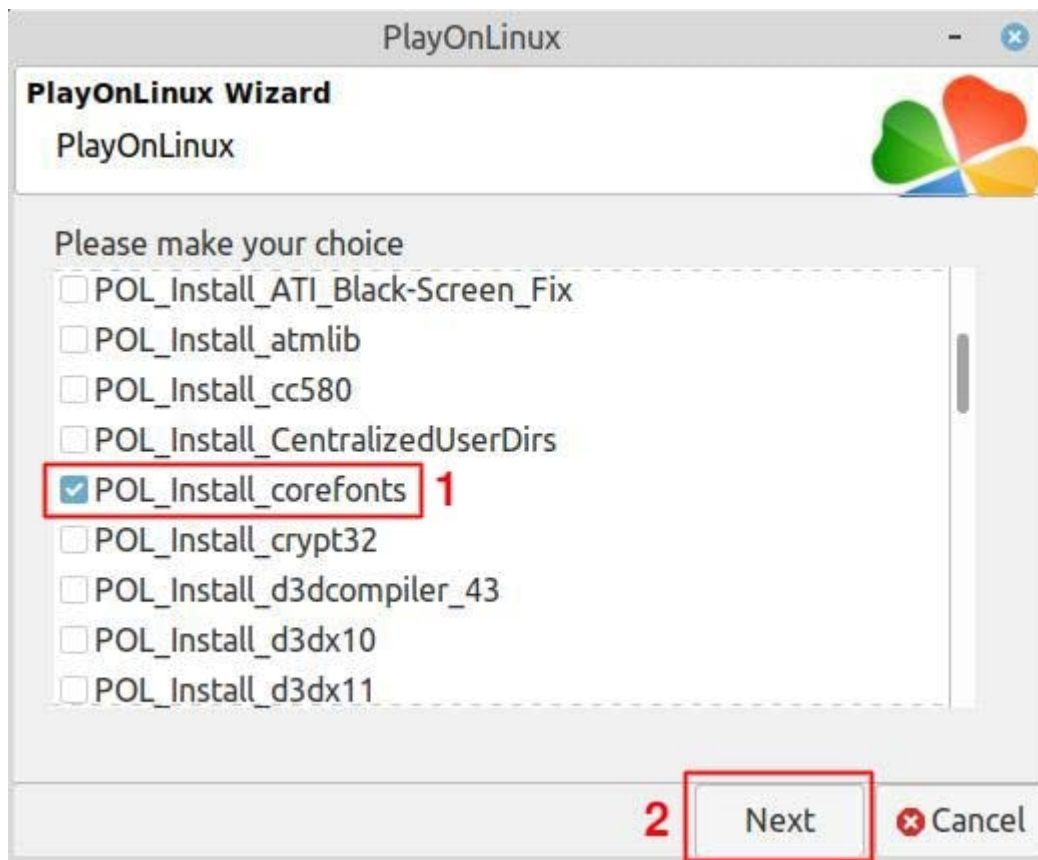 PlayOnLinux
PlayOnLinux Wizard
PlayOnLinux
Please make your choice
POL_Install_ATI_Black-Screen_Fix
POL_Install_atmlib
POL_Install_cc580
POL_Install_CentralizedUserDirs
POL_Install_corefonts 1
POL_Install_crypt32
POL_Install_d3dcompiler_43
POL_Install_d3dx10
POL_Install_d3dx11
2 Next Cancel